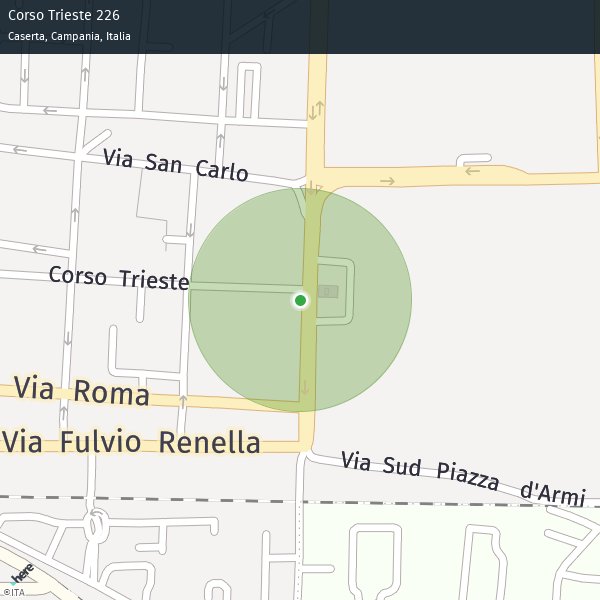 Corso Trieste 226
Caserta, Campania, Italia
Via San Carlo
Corso Trieste
Via Roma
Via Fulvio Renella
Via Sud Piazza d'Armi
here
©ITA